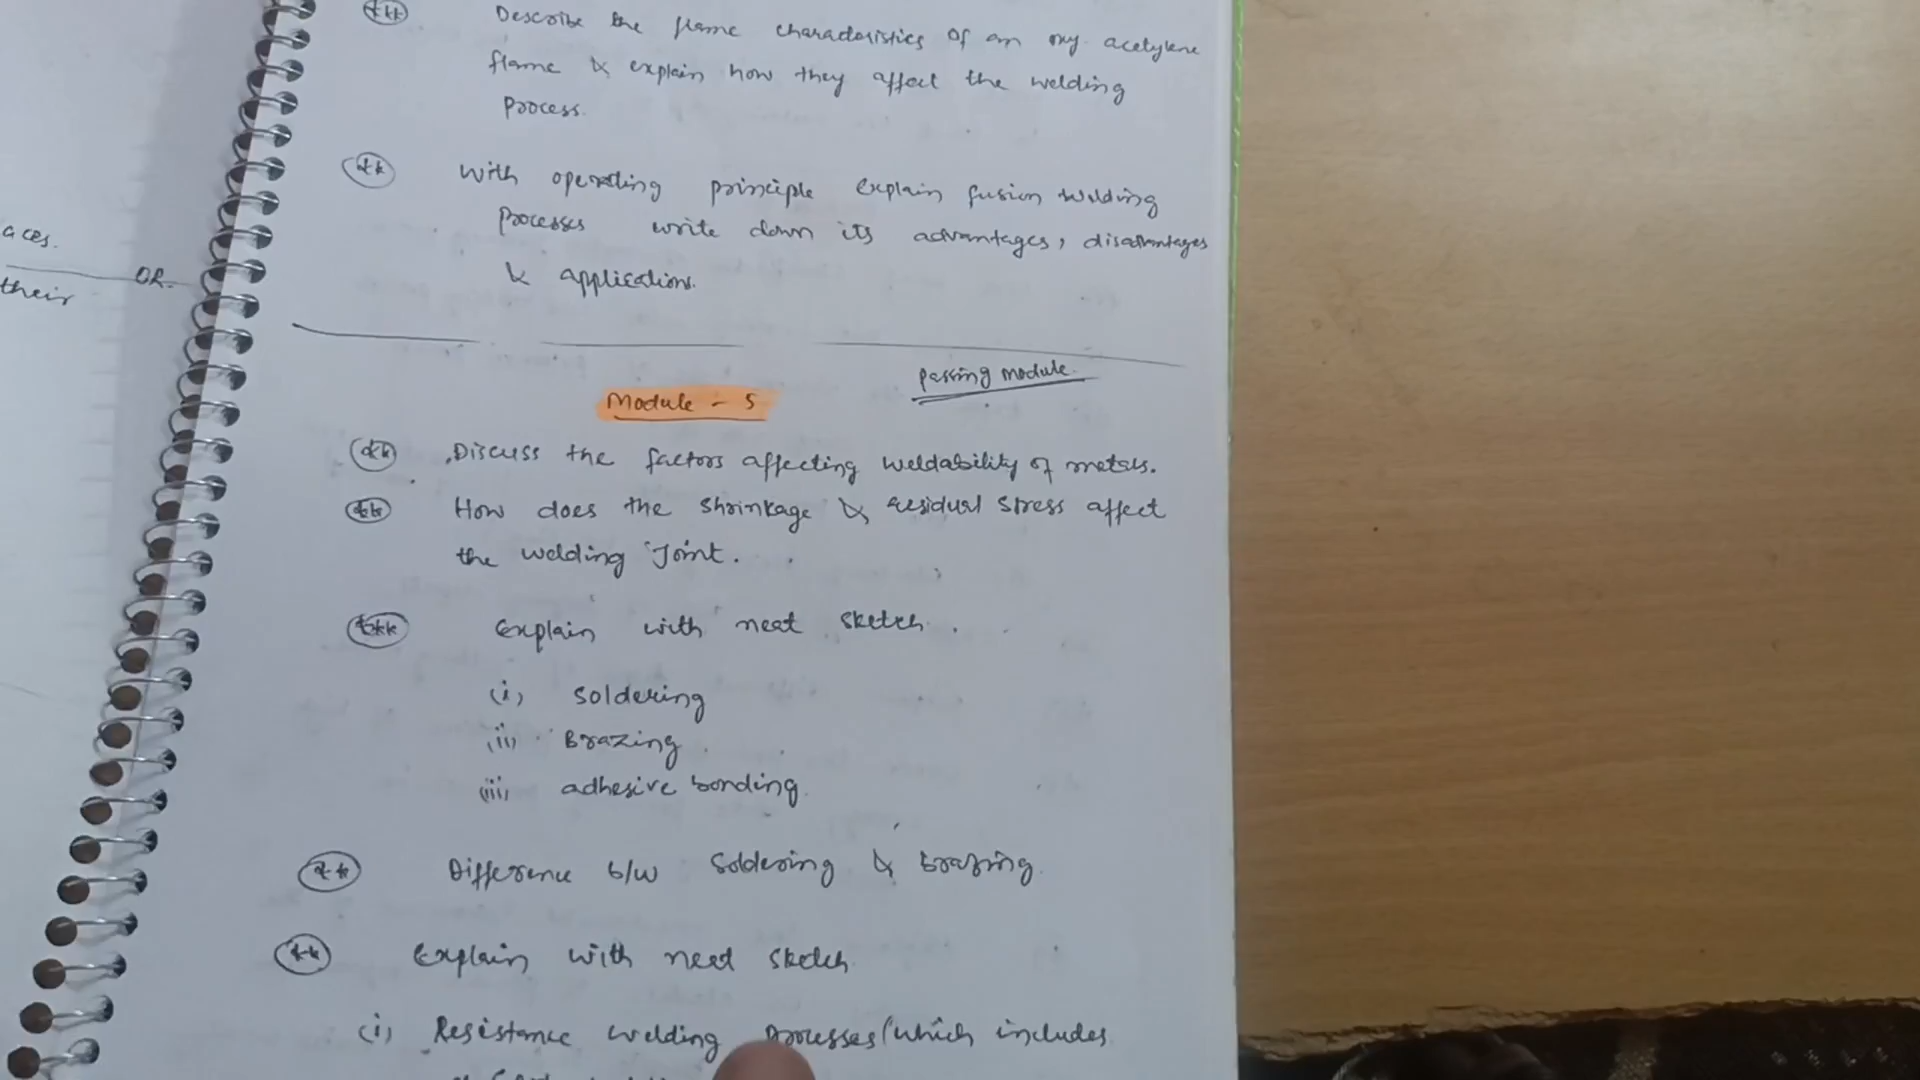 aces.
OR.
their
*** Describe the flame characteristics of an oxy acetylene
flame & explain how they affect the welding
process.
** With operating principle explain fusion welding
processes write down its advantages, disadvantages
& applications.
passing module.
Module - 5
** Discuss the factors affecting weldability of metals.
** How does the shrinkage & residual stress affect
the welding Joint.
*** Explain with neat sketch.
(i) soldering
(ii) Brazing
(iii) adhesive bonding
** Difference b/w soldering & brazing.
** Explain with neat sketch
(i) Resistance welding processes (which includes